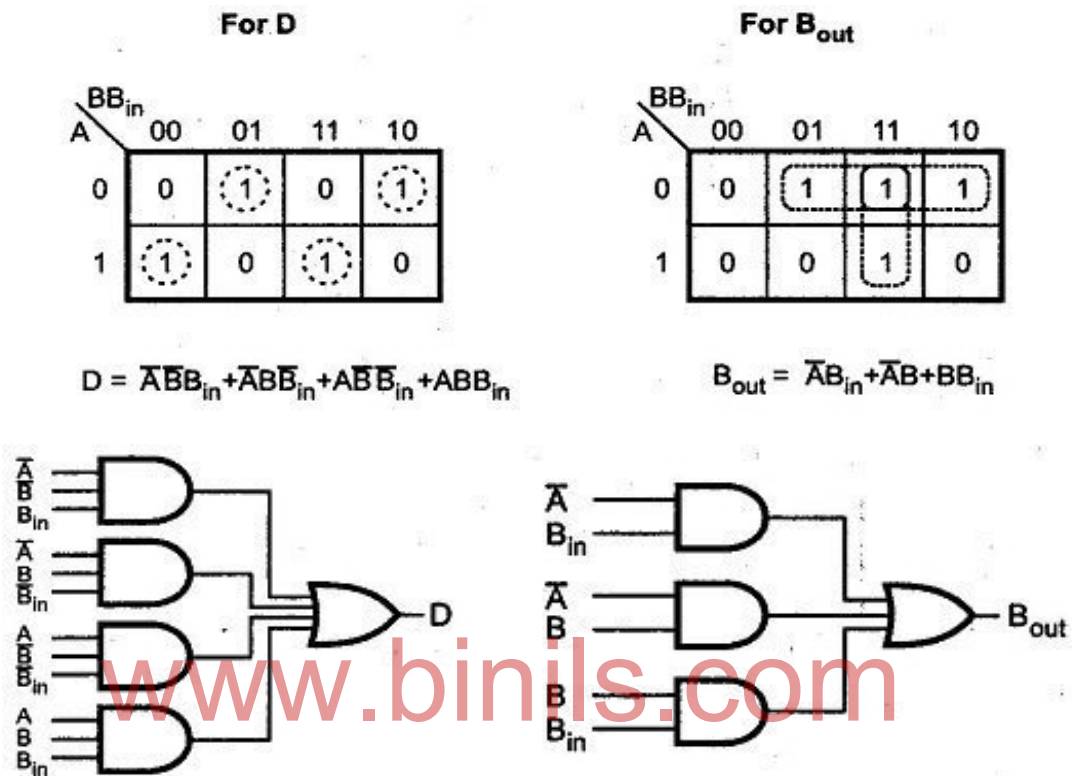 For D
For B_out
BB_in
A 00 01 11 10
0 0 1 0 1
1 1 0 1 0
BB_in
A 00 01 11 10
0 0 1 1 1
1 0 0 1 0
D = A̅B̅B_in+A̅BB̅_in+AB̅B̅_in+ABB_in
B_out = A̅B_in+A̅B+BB_in
A̅
B̅
B_in
A̅
B
B̅_in
A
B̅
B̅_in
A
B
B_in
D
A̅
B_in
A̅
B
B
B_in
B_out
www.binils.com